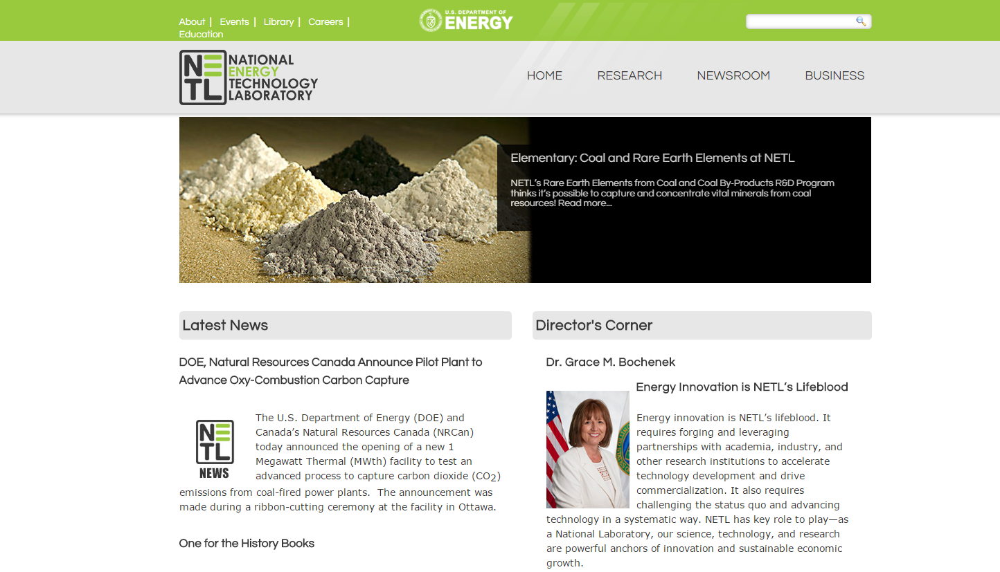 About | Events | Library | Careers |
Education
U.S. DEPARTMENT OF
ENERGY
NETL
NATIONAL
ENERGY
TECHNOLOGY
LABORATORY
HOME RESEARCH NEWSROOM BUSINESS
Elementary: Coal and Rare Earth Elements at NETL
NETL’s Rare Earth Elements from Coal and Coal By-Products R&D Program
thinks it’s possible to capture and concentrate vital minerals from coal
resources! Read more...
Latest News
DOE, Natural Resources Canada Announce Pilot Plant to
Advance Oxy-Combustion Carbon Capture
NETL
NEWS
The U.S. Department of Energy (DOE) and
Canada’s Natural Resources Canada (NRCan)
today announced the opening of a new 1
Megawatt Thermal (MWth) facility to test an
advanced process to capture carbon dioxide (CO2)
emissions from coal-fired power plants.  The announcement was
made during a ribbon-cutting ceremony at the facility in Ottawa.
One for the History Books
Director's Corner
Dr. Grace M. Bochenek
Energy Innovation is NETL’s Lifeblood
Energy innovation is NETL’s lifeblood. It
requires forging and leveraging
partnerships with academia, industry, and
other research institutions to accelerate
technology development and drive
commercialization. It also requires
challenging the status quo and advancing
technology in a systematic way. NETL has key role to play—as
a National Laboratory, our science, technology, and research
are powerful anchors of innovation and sustainable economic
growth.